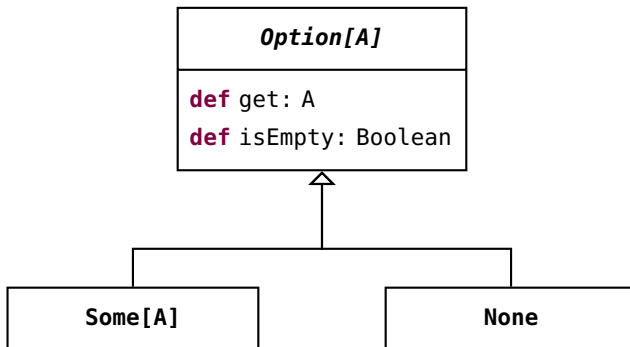 Option[A]
def get: A
def isEmpty: Boolean
Some[A]
None